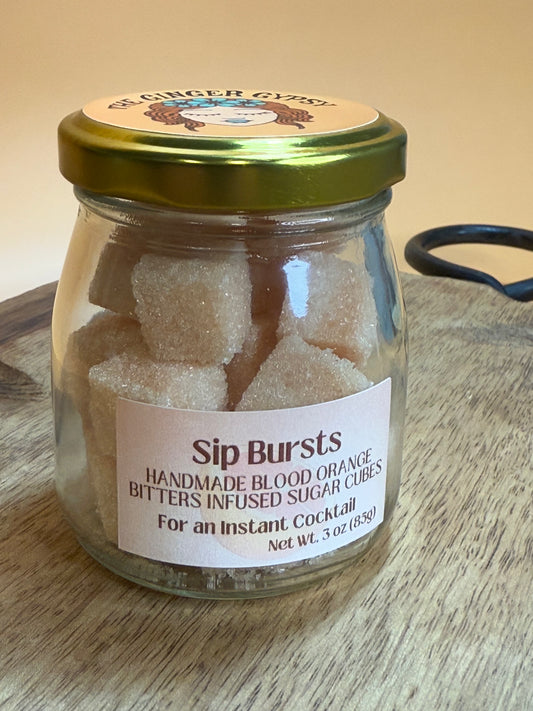 THE GINGER GYPSY
Sip Bursts
HANDMADE BLOOD ORANGE
BITTERS INFUSED SUGAR CUBES
For an Instant Cocktail
Net Wt. 3 oz (85g)